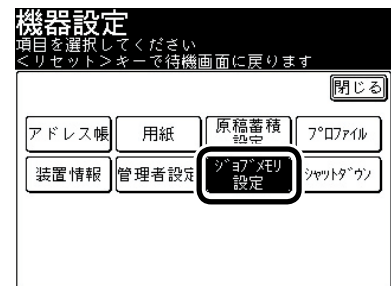 機器設定
項目を選択してください
<リセット>キーで待機画面に戻ります
閉じる
アドレス帳 用紙 原稿蓄積 プロファイル
設定
装置情報 管理者設定 ジョブメモリ シャットダウン
設定